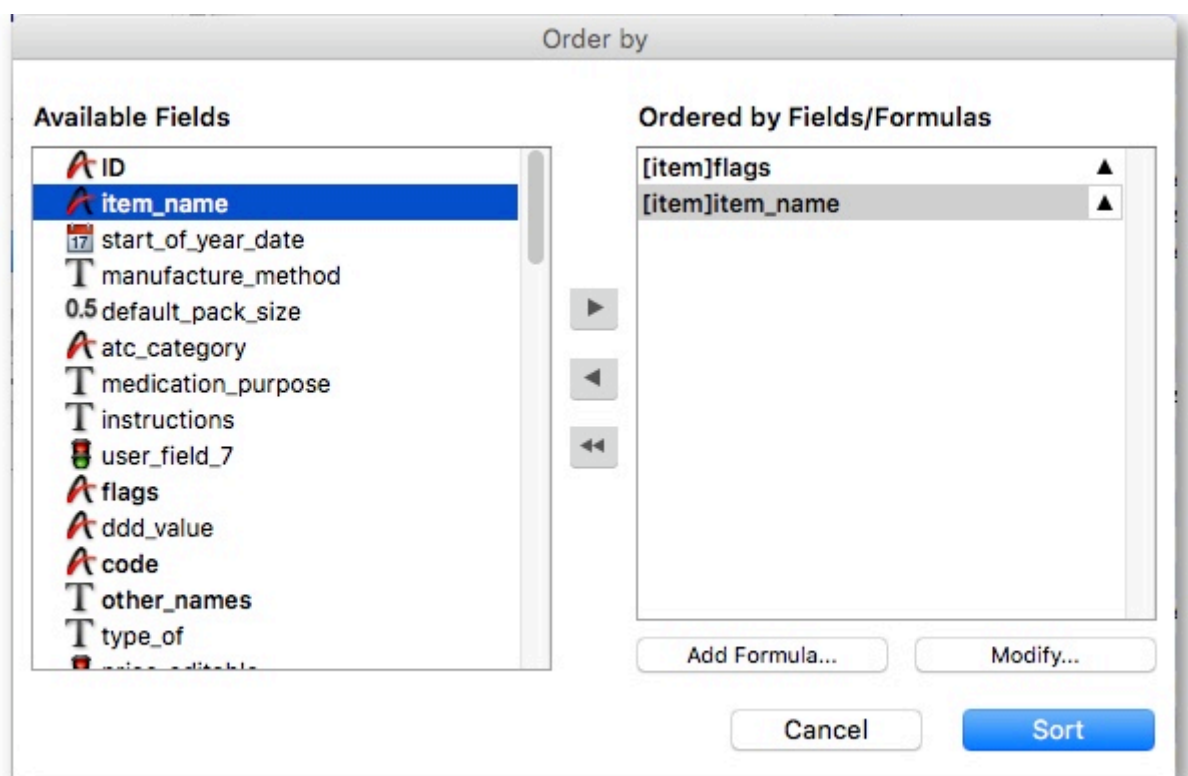 Order by
Available Fields
ID
item_name
start_of_year_date
manufacture_method
0.5 default_pack_size
atc_category
medication_purpose
instructions
user_field_7
flags
ddd_value
code
other_names
type_of
Ordered by Fields/Formulas
[item]flags
[item]item_name
Add Formula...
Modify...
Cancel
Sort